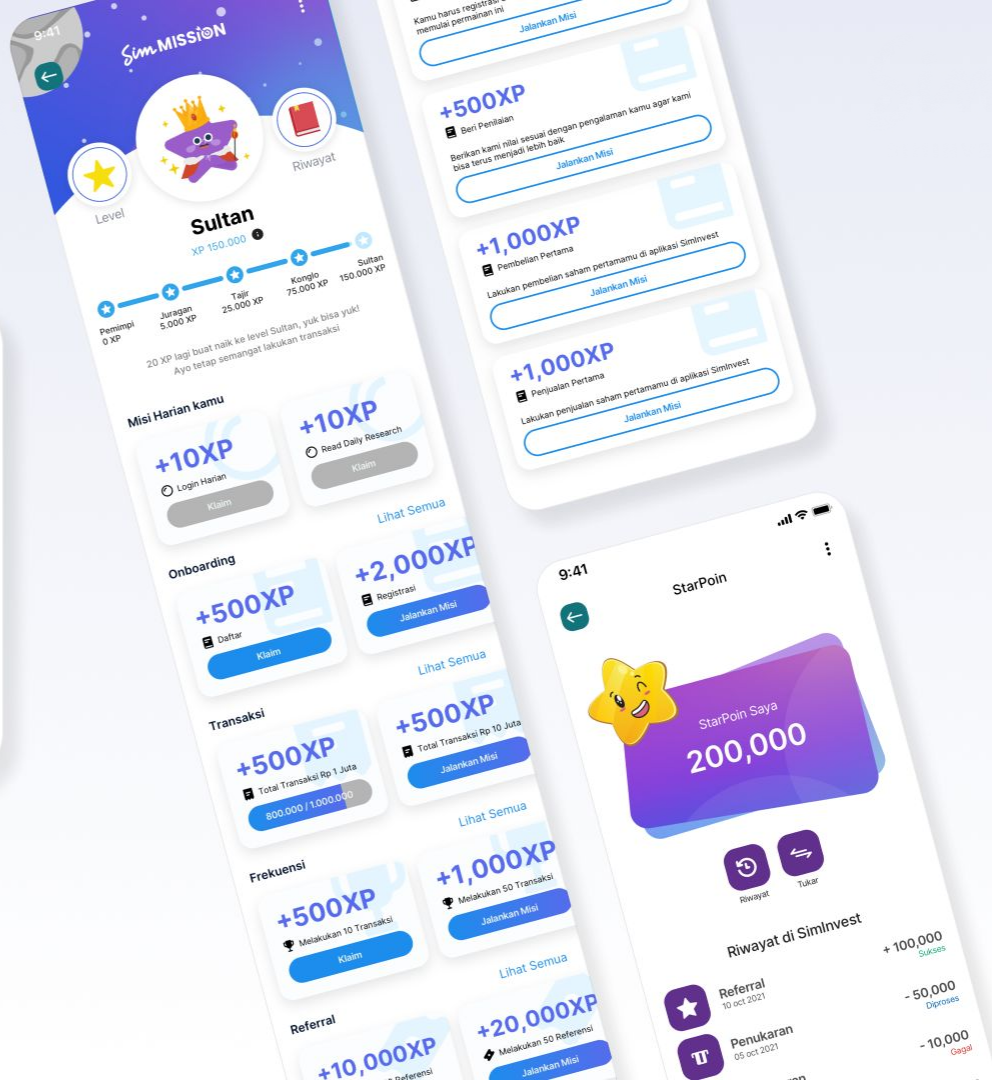 9:41
Sim MISSION
Level
Riwayat
Sultan
XP 150.000
Pemimpi
0 XP
Juragan
5.000 XP
Tajir
25.000 XP
Konglo
75.000 XP
Sultan
150.000 XP
20 XP lagi buat naik ke level Sultan, yuk bisa yuk!
Ayo tetap semangat lakukan transaksi
Misi Harian kamu
+10XP
Login Harian
Klaim
+10XP
Read Daily Research
Klaim
Onboarding
Lihat Semua
+500XP
Daftar
Klaim
+2,000XP
Registrasi
Jalankan Misi
Transaksi
Lihat Semua
+500XP
Total Transaksi Rp 1 Juta
800.000 / 1.000.000
+500XP
Total Transaksi Rp 10 Juta
Jalankan Misi
Frekuensi
Lihat Semua
+500XP
Melakukan 10 Transaksi
Klaim
+1,000XP
Melakukan 50 Transaksi
Jalankan Misi
Referral
Lihat Semua
+10,000XP
Referensi
+20,000XP
Melakukan 50 Referensi
Jalankan Misi
Kamu harus registrasi
memulai permainan ini
Jalankan Misi
+500XP
Beri Penilaian
Berikan kami nilai sesuai dengan pengalaman kamu agar kami
bisa terus menjadi lebih baik
Jalankan Misi
+1,000XP
Pembelian Pertama
Lakukan pembelian saham pertamamu di aplikasi SimInvest
Jalankan Misi
+1,000XP
Penjualan Pertama
Lakukan penjualan saham pertamamu di aplikasi SimInvest
Jalankan Misi
9:41
StarPoin
StarPoin Saya
200,000
Riwayat
Tukar
Riwayat di SimInvest
Referral
10 oct 2021
+ 100,000
Sukses
Penukaran
05 oct 2021
- 50,000
Diproses
- 10,000
Gagal